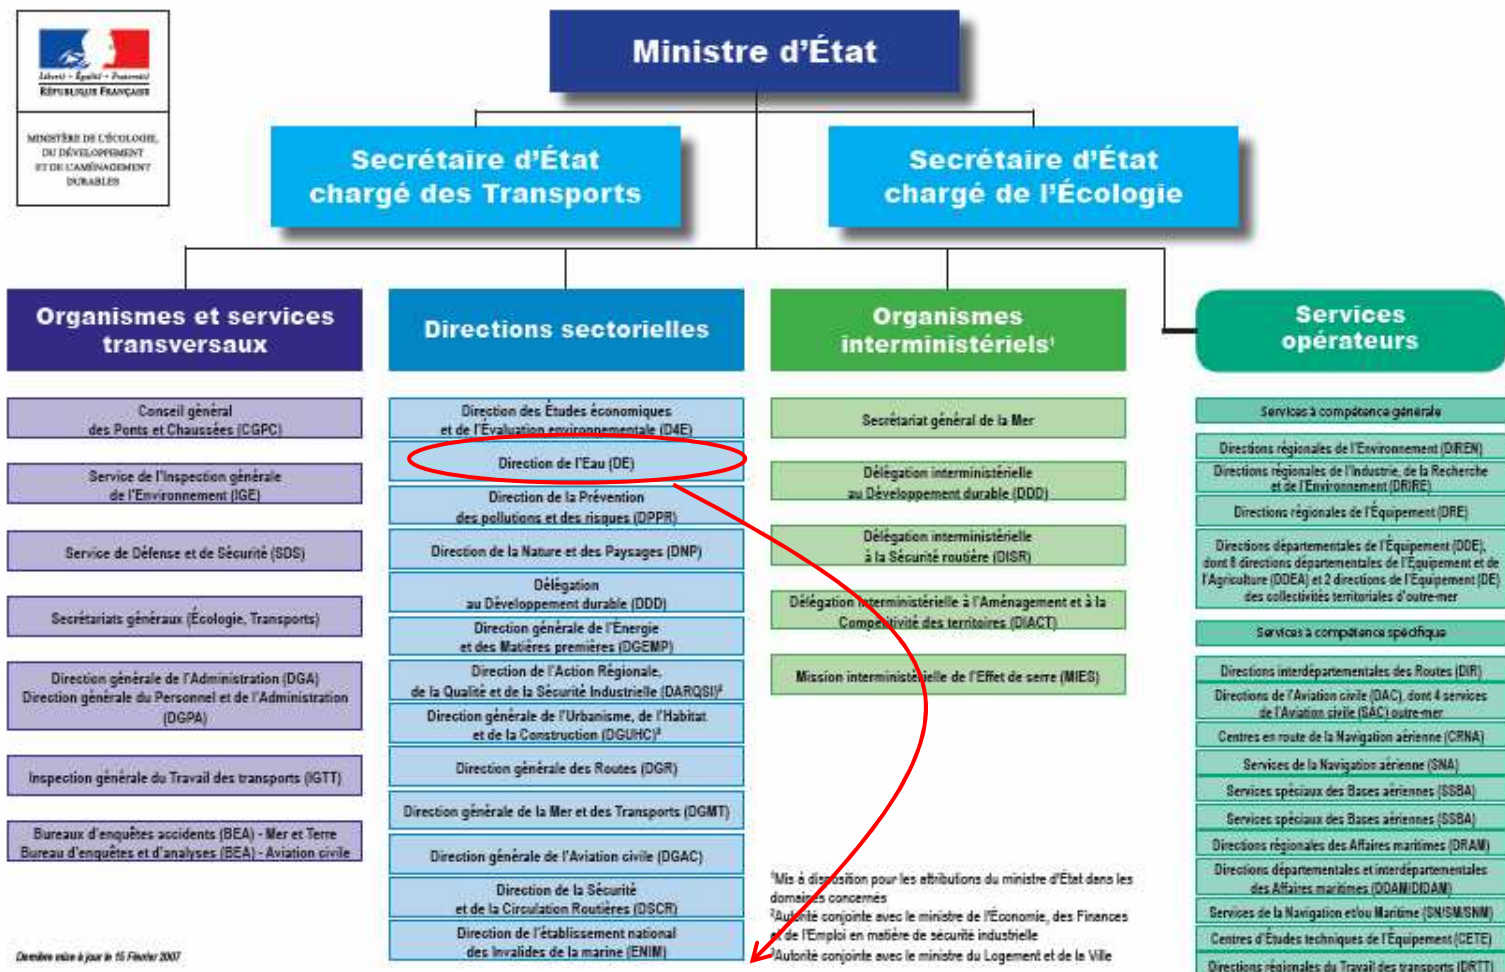 Liberté • Égalité • Fraternité
RÉPUBLIQUE FRANÇAISE
MINISTÈRE DE L'ÉCOLOGIE,
DU DÉVELOPPEMENT
ET DE L'AMÉNAGEMENT
DURABLES
Ministre d'État
Secrétaire d'État
chargé des Transports
Secrétaire d'État
chargé de l'Écologie
Organismes et services
transversaux
Conseil général
des Ponts et Chaussées (CGPC)
Service de l'Inspection générale
de l'Environnement (IGE)
Service de Défense et de Sécurité (SDS)
Secrétariats généraux (Écologie, Transports)
Direction générale de l'Administration (DGA)
Direction générale du Personnel et de l'Administration
(DGPA)
Inspection générale du Travail des transports (IGTT)
Bureaux d'enquêtes accidents (BEA) - Mer et Terre
Bureau d'enquêtes et d'analyses (BEA) - Aviation civile
Directions sectorielles
Direction des Études économiques
et de l'Évaluation environnementale (D4E)
Direction de l'Eau (DE)
Direction de la Prévention
des pollutions et des risques (DPPR)
Direction de la Nature et des Paysages (DNP)
Délégation
au Développement durable (DDD)
Direction générale de l'Énergie
et des Matières premières (DGEMP)
Direction de l'Action Régionale,
de la Qualité et de la Sécurité Industrielle (DARQSI)²
Direction générale de l'Urbanisme, de l'Habitat
et de la Construction (DGUHC)³
Direction générale des Routes (DGR)
Direction générale de la Mer et des Transports (DGMT)
Direction générale de l'Aviation civile (DGAC)
Direction de la Sécurité
et de la Circulation Routières (DSCR)
Direction de l'établissement national
des Invalides de la marine (ENIM)
Organismes
interministériels¹
Secrétariat général de la Mer
Délégation interministérielle
au Développement durable (DDD)
Délégation interministérielle
à la Sécurité routière (DISR)
Délégation interministérielle à l'Aménagement et à la
Compétitivité des territoires (DIACT)
Mission interministérielle de l'Effet de serre (MIES)
¹Mis à disposition pour les attributions du ministre d'État dans les
domaines concernés
²Autorité conjointe avec le ministre de l'Économie, des Finances
et de l'Emploi en matière de sécurité industrielle
³Autorité conjointe avec le ministre du Logement et de la Ville
Services
opérateurs
Services à compétence générale
Directions régionales de l'Environnement (DIREN)
Directions régionales de l'Industrie, de la Recherche
et de l'Environnement (DRIRE)
Directions régionales de l'Équipement (DRE)
Directions départementales de l'Équipement (DDE),
dont 8 directions départementales de l'Équipement et de
l'Agriculture (DDEA) et 2 directions de l'Équipement (DE)
des collectivités territoriales d'outre-mer
Services à compétence spécifique
Directions interdépartementales des Routes (DIR)
Directions de l'Aviation civile (DAC), dont 4 services
de l'Aviation civile (SAC) outre-mer
Centres en route de la Navigation aérienne (CRNA)
Services de la Navigation aérienne (SNA)
Services spéciaux des Bases aériennes (SSBA)
Services spéciaux des Bases aériennes (SSBA)
Directions régionales des Affaires maritimes (DRAM)
Directions départementales et interdépartementales
des Affaires maritimes (DDAM/DIDAM)
Services de la Navigation et/ou Maritime (SN/SM/SNM)
Centres d'Études techniques de l'Équipement (CETE)
Directions régionales du Travail des transports (DRTT)
Dernière mise à jour le 15 Février 2007